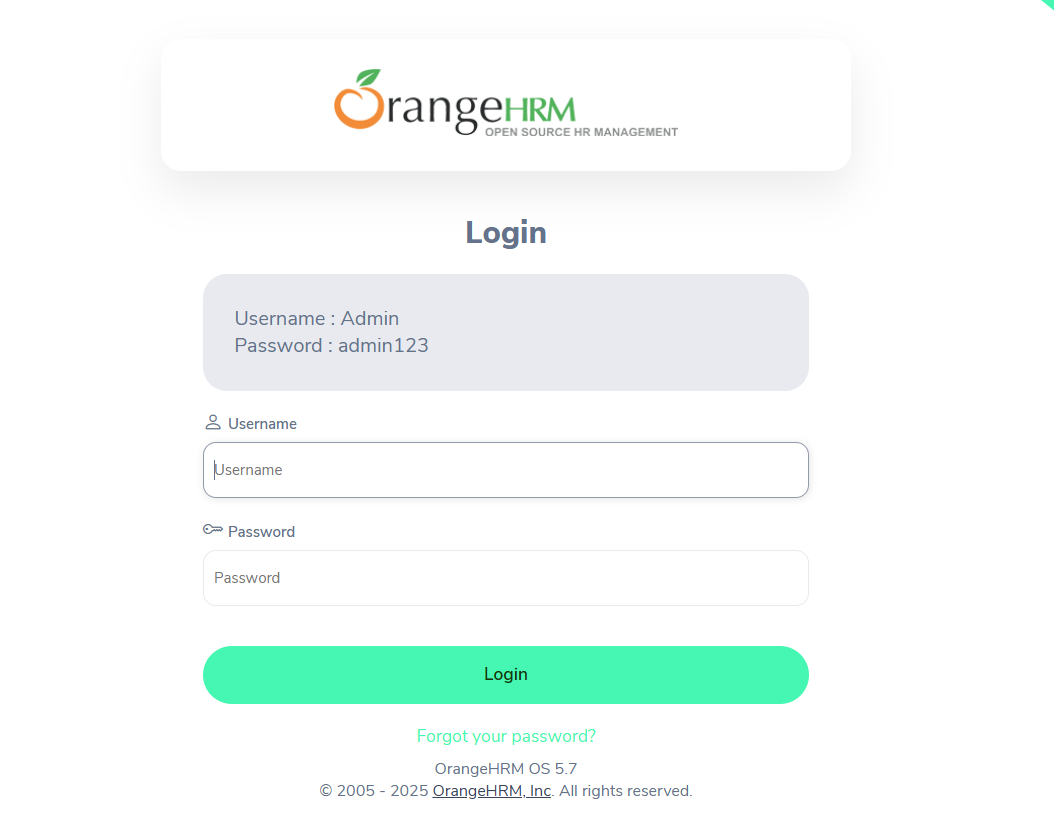 OrangeHRM
OPEN SOURCE HR MANAGEMENT
Login
Username : Admin
Password : admin123
Username
Username
Password
Password
Login
Forgot your password?
OrangeHRM OS 5.7
© 2005 - 2025 OrangeHRM, Inc. All rights reserved.